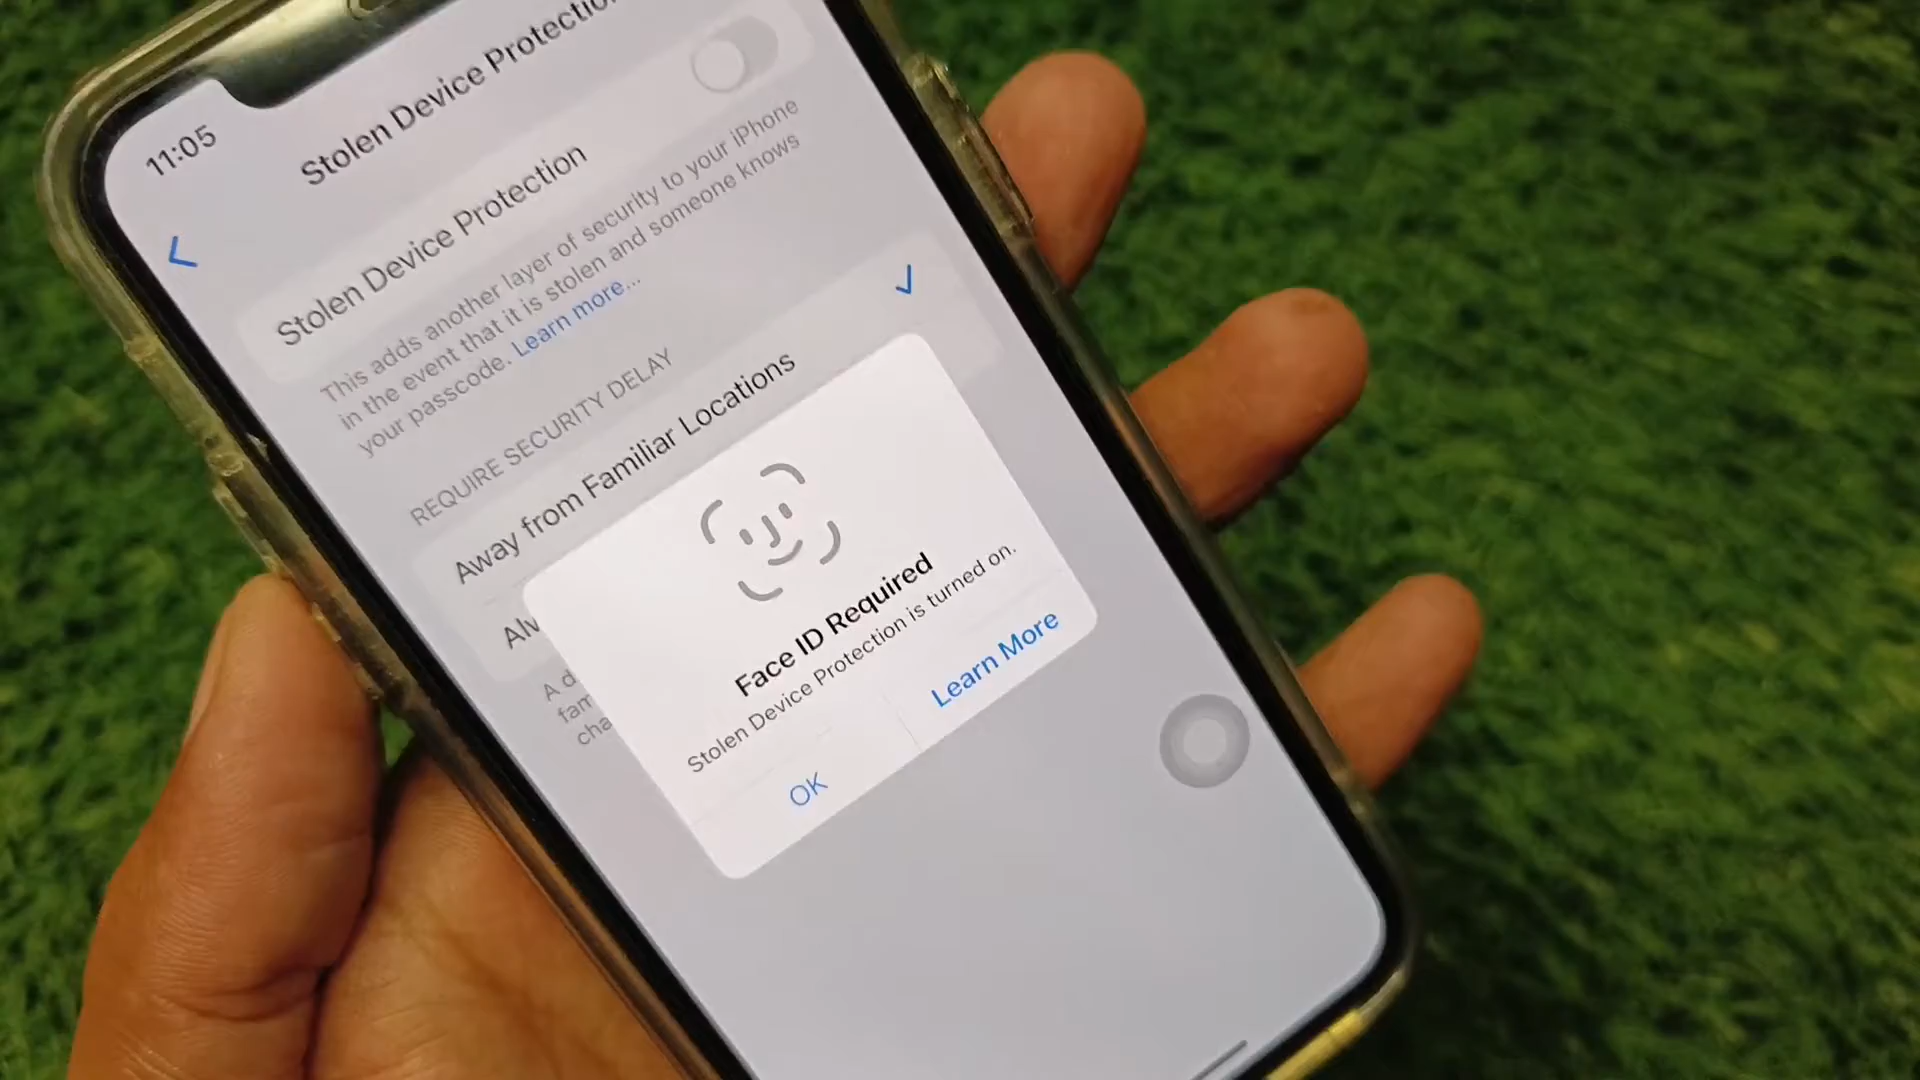 11:05
Stolen Device Protection
Stolen Device Protection
This adds another layer of security to your iPhone
in the event that it is stolen and someone knows
your passcode. Learn more...
REQUIRE SECURITY DELAY
Away from Familiar Locations
Face ID Required
Stolen Device Protection is turned on.
OK
Learn More